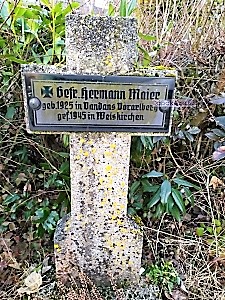 Gefr. Hermann Maier
geb. 1925 in Vandans Vorarlberg
gef. 1945 in Weiskirchen